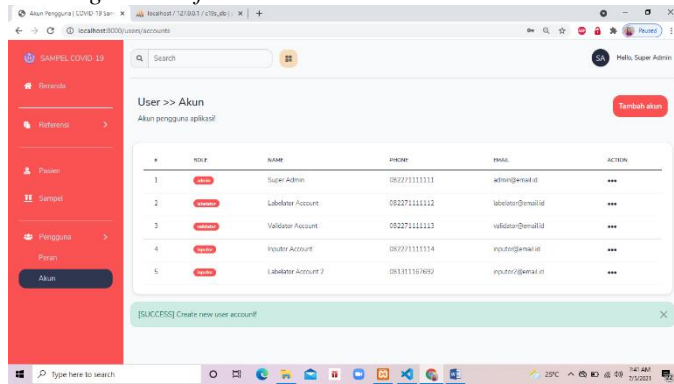 Akun Pengguna | COVID-19 Sam
localhost / 127.0.0.1 / c19s_db |
localhost:8000/users/accounts
Paused
SAMPEL COVID-19
Search
SA
Hello, Super Admin
Beranda
Referensi
Pasien
Sampel
Pengguna
Peran
Akun
User >> Akun
Akun pengguna aplikasi!
Tambah akun
# ROLE NAME PHONE EMAIL ACTION
1 admin Super Admin 082271111111 admin@email.id
2 labelator Labelator Account 082271111112 labelator@email.id
3 validator Validator Account 082271111113 validator@email.id
4 inputor Inputor Account 082271111114 inputor@email.id
5 inputor Labelator Account 2 081311167692 inputor2@email.id
[SUCCESS] Create new user account!
Type here to search
25°C
7:41 AM
7/5/2021